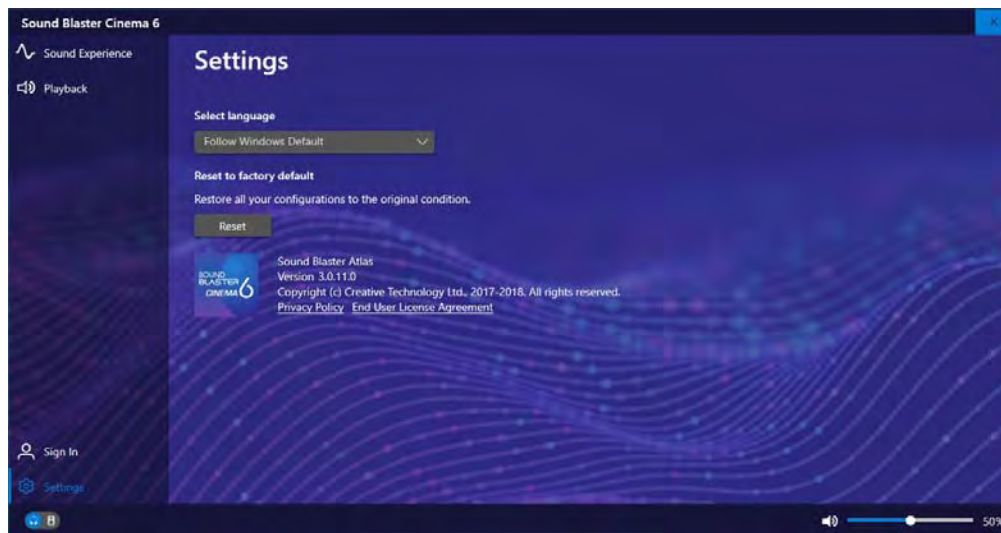 Sound Blaster Cinema 6
Sound Experience
Playback
Sign In
Settings
Settings
Select language
Follow Windows Default
Reset to factory default
Restore all your configurations to the original condition.
Reset
SOUND
BLASTER
CINEMA 6
Sound Blaster Atlas
Version 3.0.11.0
Copyright (c) Creative Technology Ltd., 2017-2018. All rights reserved.
Privacy Policy End User License Agreement
50%